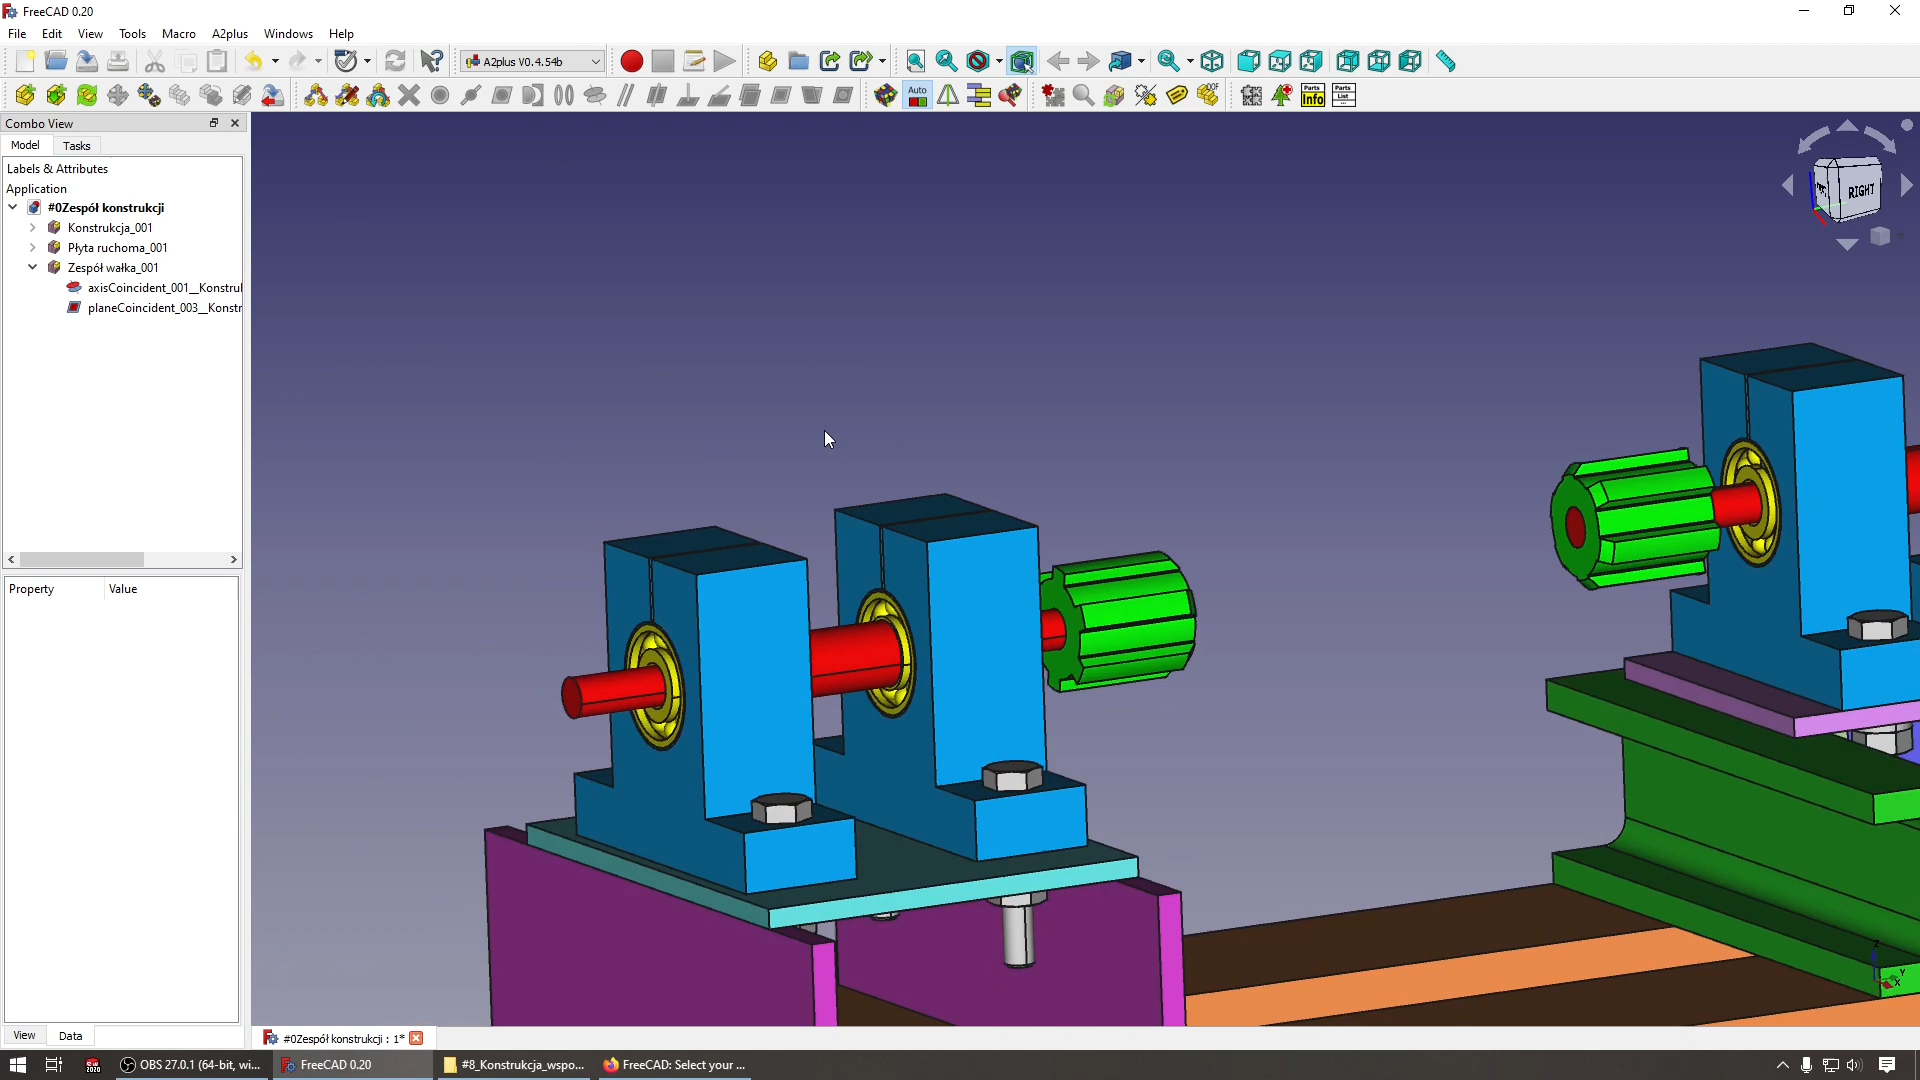 FreeCAD 0.20
File Edit View Tools Macro A2plus Windows Help
A2plus V0.4.54b
Auto
DOF
Parts Info
Parts List
Combo View
Model Tasks
Labels & Attributes
Application
#0Zespół konstrukcji
Konstrukcja_001
Płyta ruchoma_001
Zespół wałka_001
axisCoincident_001__Konstrul
planeCoincident_003__Konstr
Property Value
RIGHT
Z
Y
X
View Data
#0Zespół konstrukcji : 1*
2020
OBS 27.0.1 (64-bit, wi...
FreeCAD 0.20
#8_Konstrukcja_wspo...
FreeCAD: Select your ...